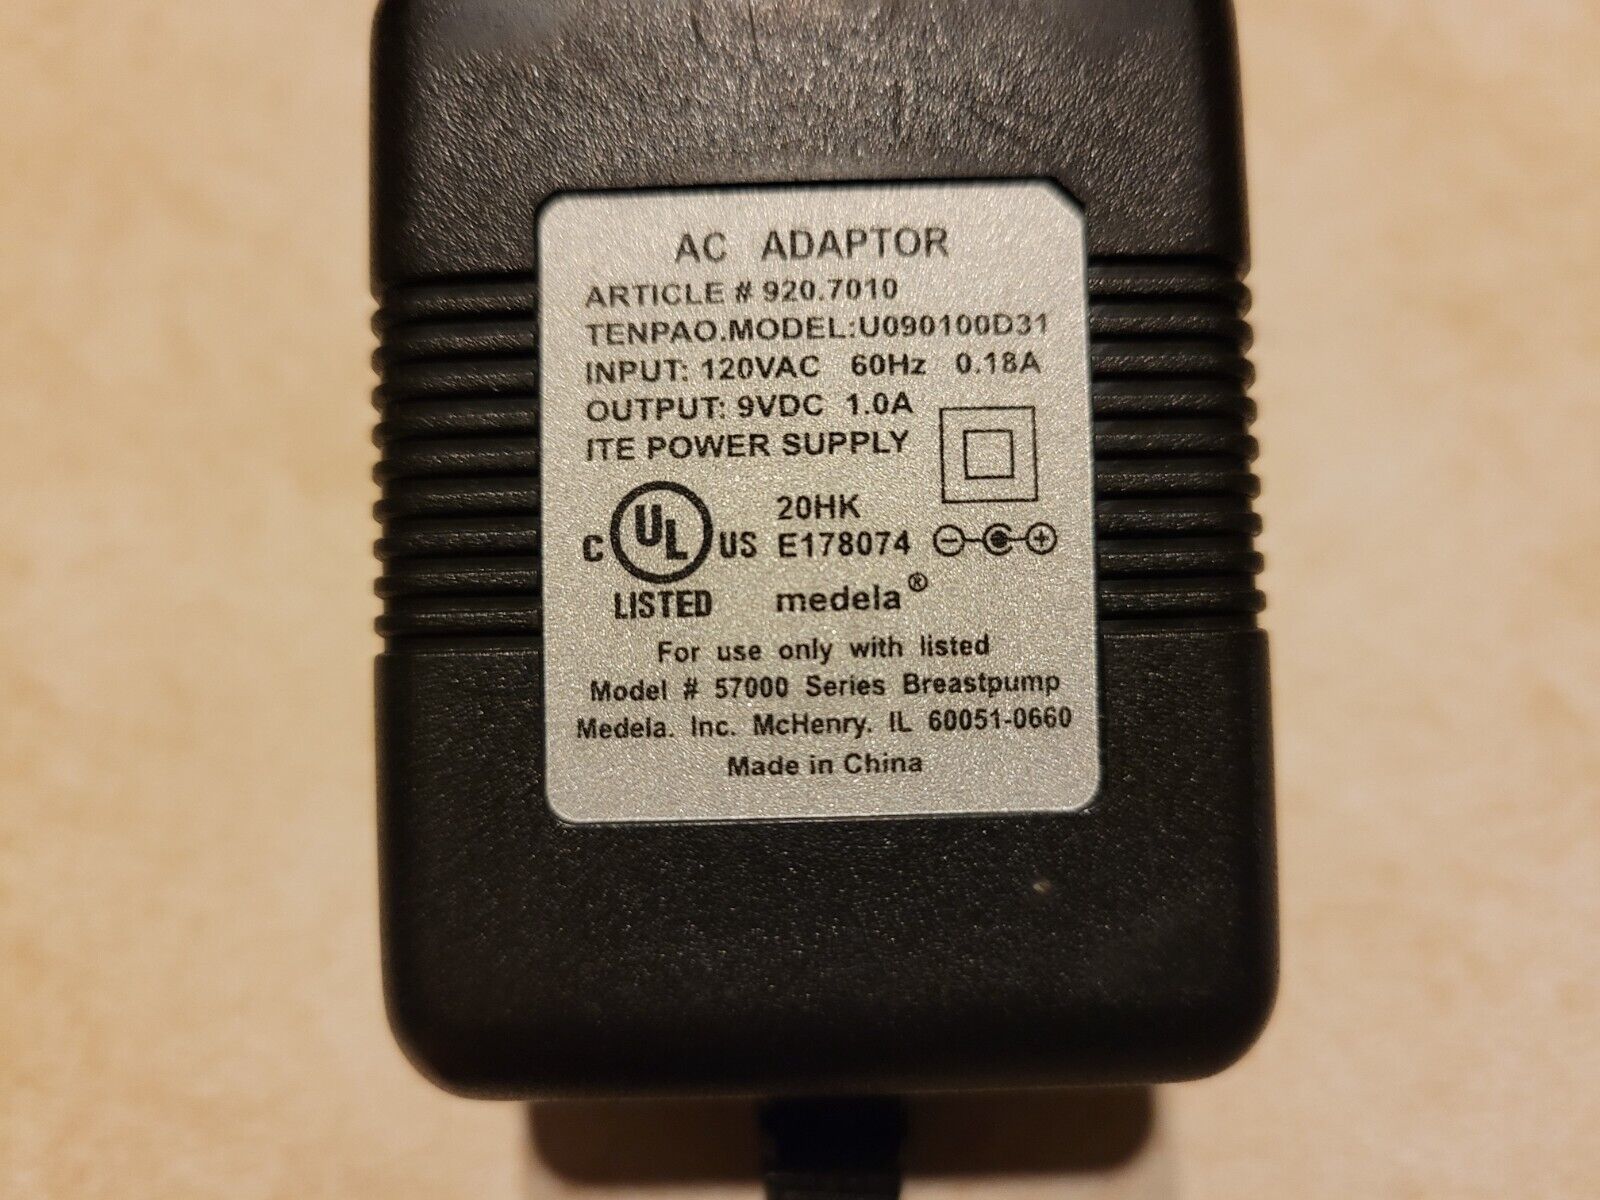 AC ADAPTOR
ARTICLE # 920.7010
TENPAO.MODEL:U090100D31
INPUT: 120VAC 60Hz 0.18A
OUTPUT: 9VDC 1.0A
ITE POWER SUPPLY
C UL US
LISTED
20HK
E178074
medela®
For use only with listed
Model # 57000 Series Breastpump
Medela. Inc. McHenry. IL 60051-0660
Made in China